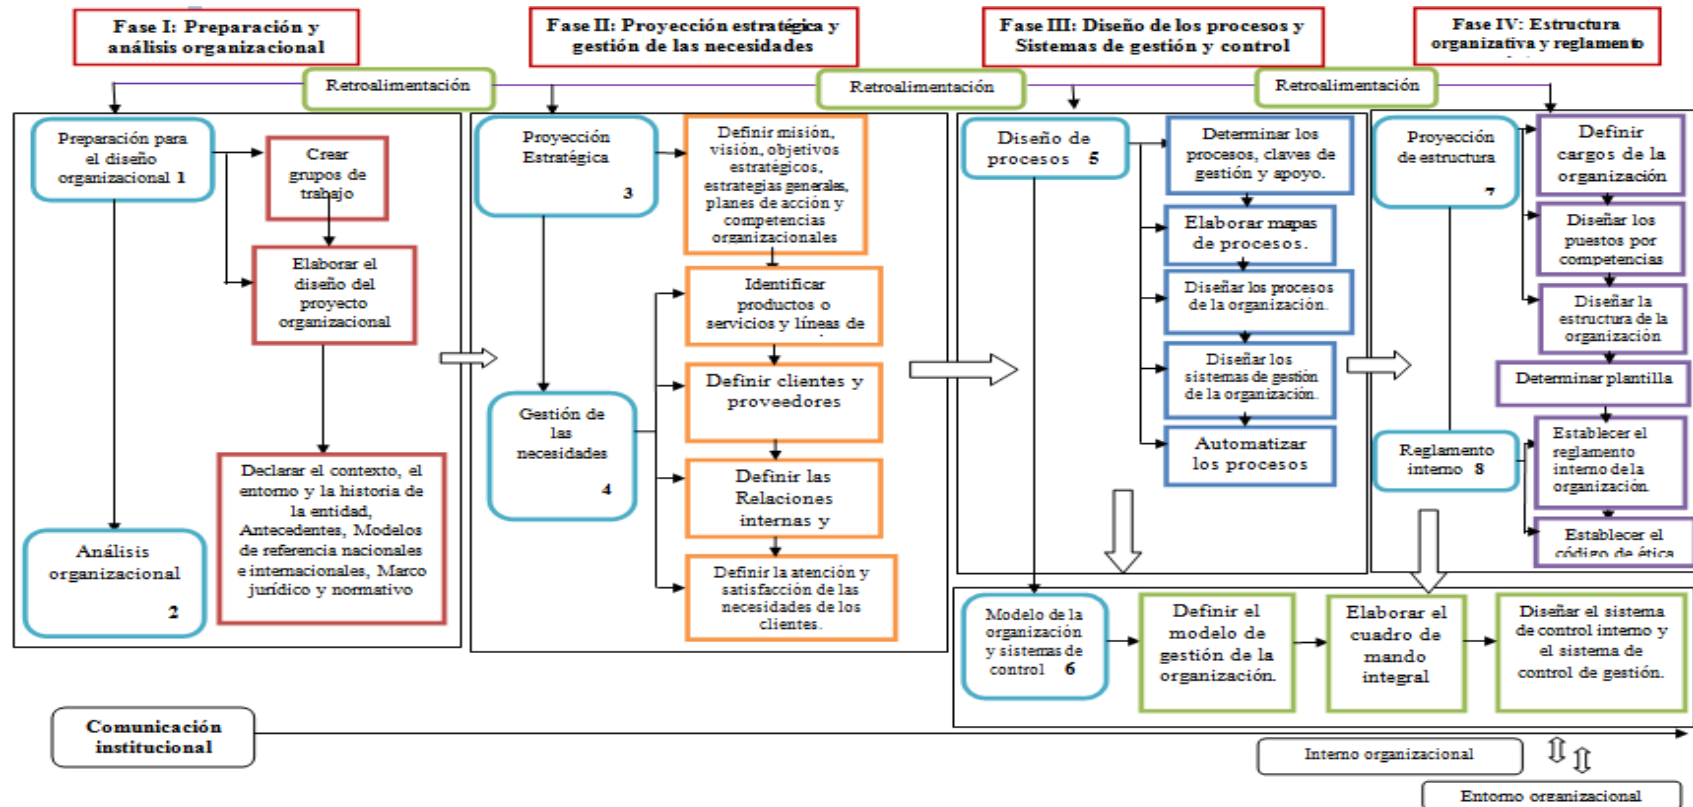 Fase I: Preparación y
análisis organizacional
Fase II: Proyección estratégica y
gestión de las necesidades
Fase III: Diseño de los procesos y
Sistemas de gestión y control
Fase IV: Estructura
organizativa y reglamento
Retroalimentación
Retroalimentación
Retroalimentación
Preparación para
el diseño
organizacional 1
Crear
grupos de
trabajo
Elaborar el
diseño del
proyecto
organizacional
Declarar el contexto, el
entorno y la historia de
la entidad,
Antecedentes, Modelos
de referencia nacionales
e internacionales, Marco
jurídico y normativo
Análisis
organizacional
2
Proyección
Estratégica
3
Definir misión,
visión, objetivos
estratégicos,
estrategias generales,
planes de acción y
competencias
organizacionales
Identificar
productos o
servicios y líneas de
Definir clientes y
proveedores
Gestión de
las
necesidades
4
Definir las
Relaciones
internas y
Definir la atención y
satisfacción de las
necesidades de los
clientes.
Diseño de
procesos 5
Determinar los
procesos, claves de
gestión y apoyo.
Elaborar mapas
de procesos.
Diseñar los procesos
de la organización.
Diseñar los
sistemas de gestión
de la organización.
Automatizar
los procesos
Modelo de la
organización
y sistemas de
control 6
Definir el
modelo de
gestión de la
organización.
Elaborar el
cuadro de
mando
integral
Diseñar el sistema
de control interno y
el sistema de
control de gestión.
Proyección
de estructura
7
Definir
cargos de la
organización
Diseñar los
puestos por
competencias
Diseñar la
estructura de la
organización
Determinar plantilla
Reglamento
interno 8
Establecer el
reglamento
interno de la
organización.
Establecer el
código de ética
Comunicación
institucional
Interno organizacional
Entorno organizacional